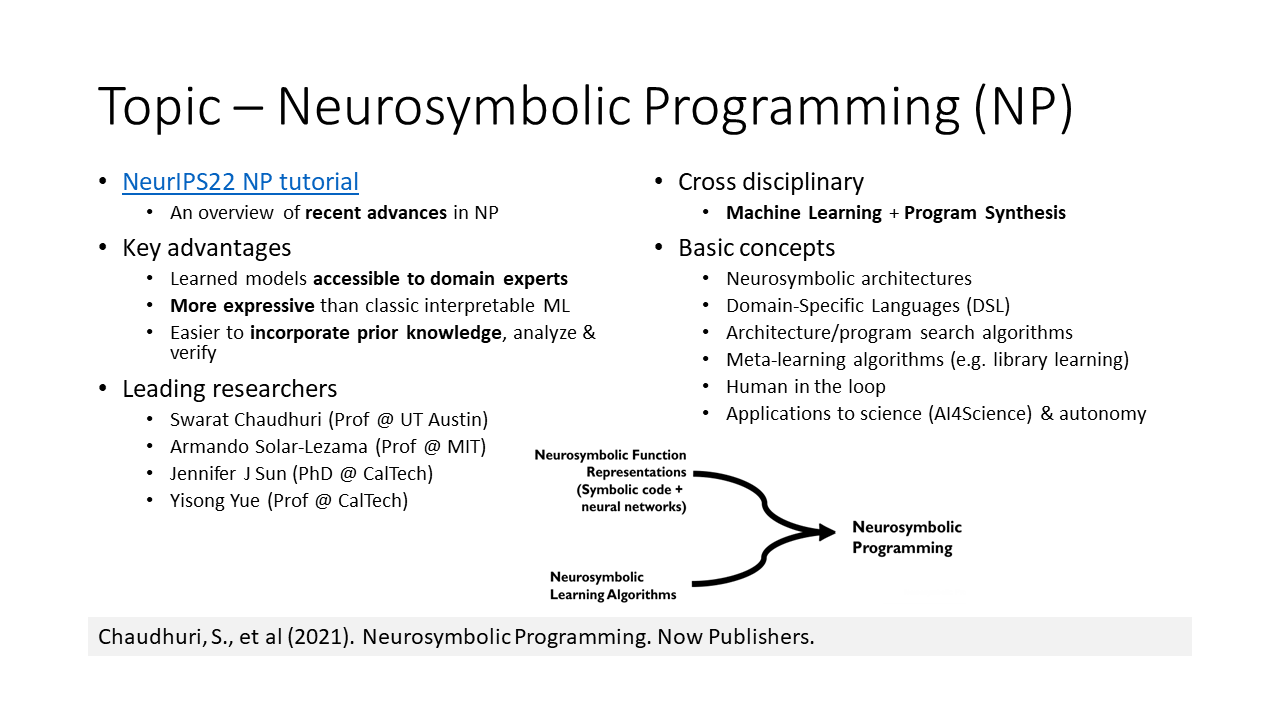 Topic – Neurosymbolic Programming (NP)
• NeurIPS22 NP tutorial
• An overview of recent advances in NP
• Key advantages
• Learned models accessible to domain experts
• More expressive than classic interpretable ML
• Easier to incorporate prior knowledge, analyze &
verify
• Leading researchers
• Swarat Chaudhuri (Prof @ UT Austin)
• Armando Solar-Lezama (Prof @ MIT)
• Jennifer J Sun (PhD @ CalTech)
• Yisong Yue (Prof @ CalTech)
• Cross disciplinary
• Machine Learning + Program Synthesis
• Basic concepts
• Neurosymbolic architectures
• Domain-Specific Languages (DSL)
• Architecture/program search algorithms
• Meta-learning algorithms (e.g. library learning)
• Human in the loop
• Applications to science (AI4Science) & autonomy
Neurosymbolic Function
Representations
(Symbolic code +
neural networks)
Neurosymbolic
Learning Algorithms
Neurosymbolic
Programming
Chaudhuri, S., et al (2021). Neurosymbolic Programming. Now Publishers.